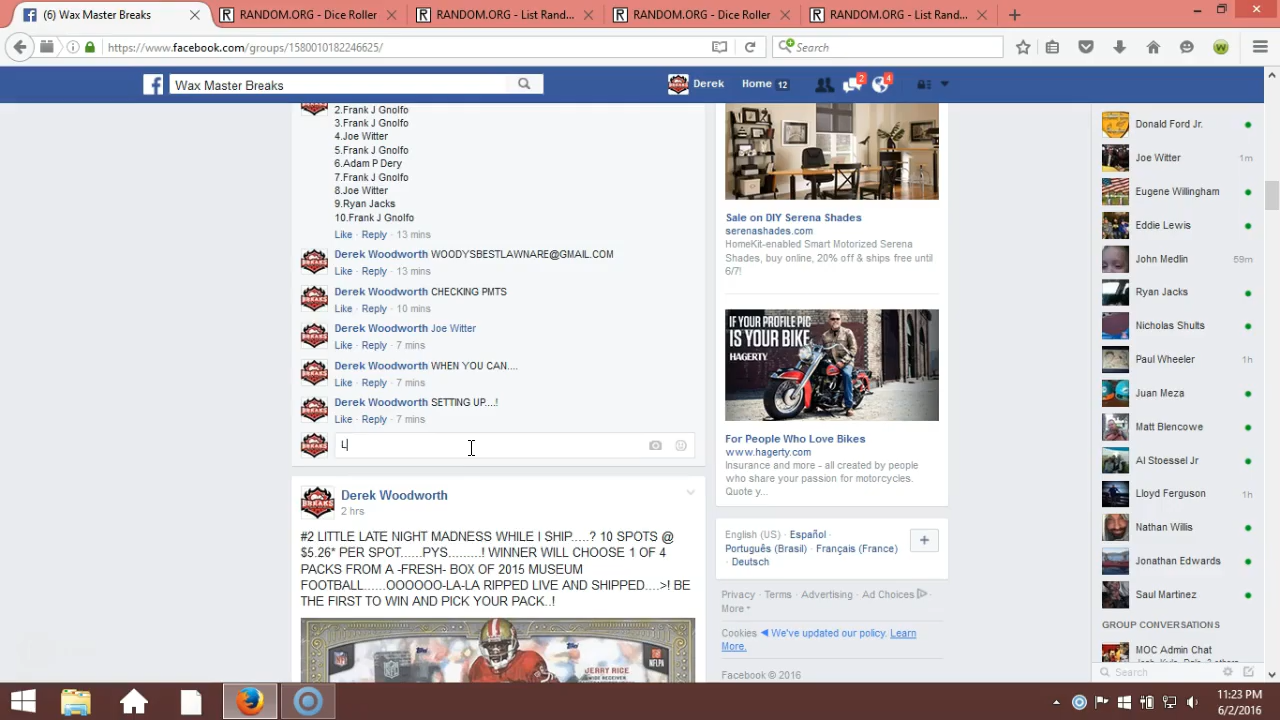 (6) Wax Master Breaks
RANDOM.ORG - Dice Roller
RANDOM.ORG - List Rand...
RANDOM.ORG - Dice Roller
RANDOM.ORG - List Rand...
https://www.facebook.com/groups/1580010182246625/
Search
Wax Master Breaks
Derek
Home 12
2
4
2.Frank J Gnolfo
3.Frank J Gnolfo
4.Joe Witter
5.Frank J Gnolfo
6.Adam P Dery
7.Frank J Gnolfo
8.Joe Witter
9.Ryan Jacks
10.Frank J Gnolfo
Like · Reply · 13 mins
Derek Woodworth WOODYSBESTLAWNARE@GMAIL.COM
Like · Reply · 13 mins
Derek Woodworth CHECKING PMTS
Like · Reply · 10 mins
Derek Woodworth Joe Witter
Like · Reply · 7 mins
Derek Woodworth WHEN YOU CAN....
Like · Reply · 7 mins
Derek Woodworth SETTING UP....!
Like · Reply · 7 mins
L
Derek Woodworth
2 hrs
#2 LITTLE LATE NIGHT MADNESS WHILE I SHIP.....? 10 SPOTS @
$5.26* PER SPOT......PYS........! WINNER WILL CHOOSE 1 OF 4
PACKS FROM A -FRESH- BOX OF 2015 MUSEUM
FOOTBALL......OOOOOO-LA-LA RIPPED LIVE AND SHIPPED....>! BE
THE FIRST TO WIN AND PICK YOUR PACK..!
JERRY RICE
Sale on DIY Serena Shades
serenashades.com
HomeKit-enabled Smart Motorized Serena
Shades, buy online, 20% off & ships free until
6/7!
IF YOUR PROFILE PIC
IS YOUR BIKE
HAGERTY
For People Who Love Bikes
www.hagerty.com
Insurance and more - all created by people
who share your passion for motorcycles.
Quote y...
English (US) · Español ·
Português (Brasil) · Français (France) ·
Deutsch
Privacy · Terms · Advertising · Ad Choices ·
More
Cookies We've updated our policy. Learn
More.
Facebook © 2016
Donald Ford Jr.
Joe Witter 1m
Eugene Willingham
Eddie Lewis
John Medlin 59m
Ryan Jacks
Nicholas Shults
Paul Wheeler 1h
Juan Meza
Matt Blencowe
Al Stoessel Jr
Lloyd Ferguson 1h
Nathan Willis
Jonathan Edwards
Saul Martinez
GROUP CONVERSATIONS
MOC Admin Chat
Search
11:23 PM
6/2/2016